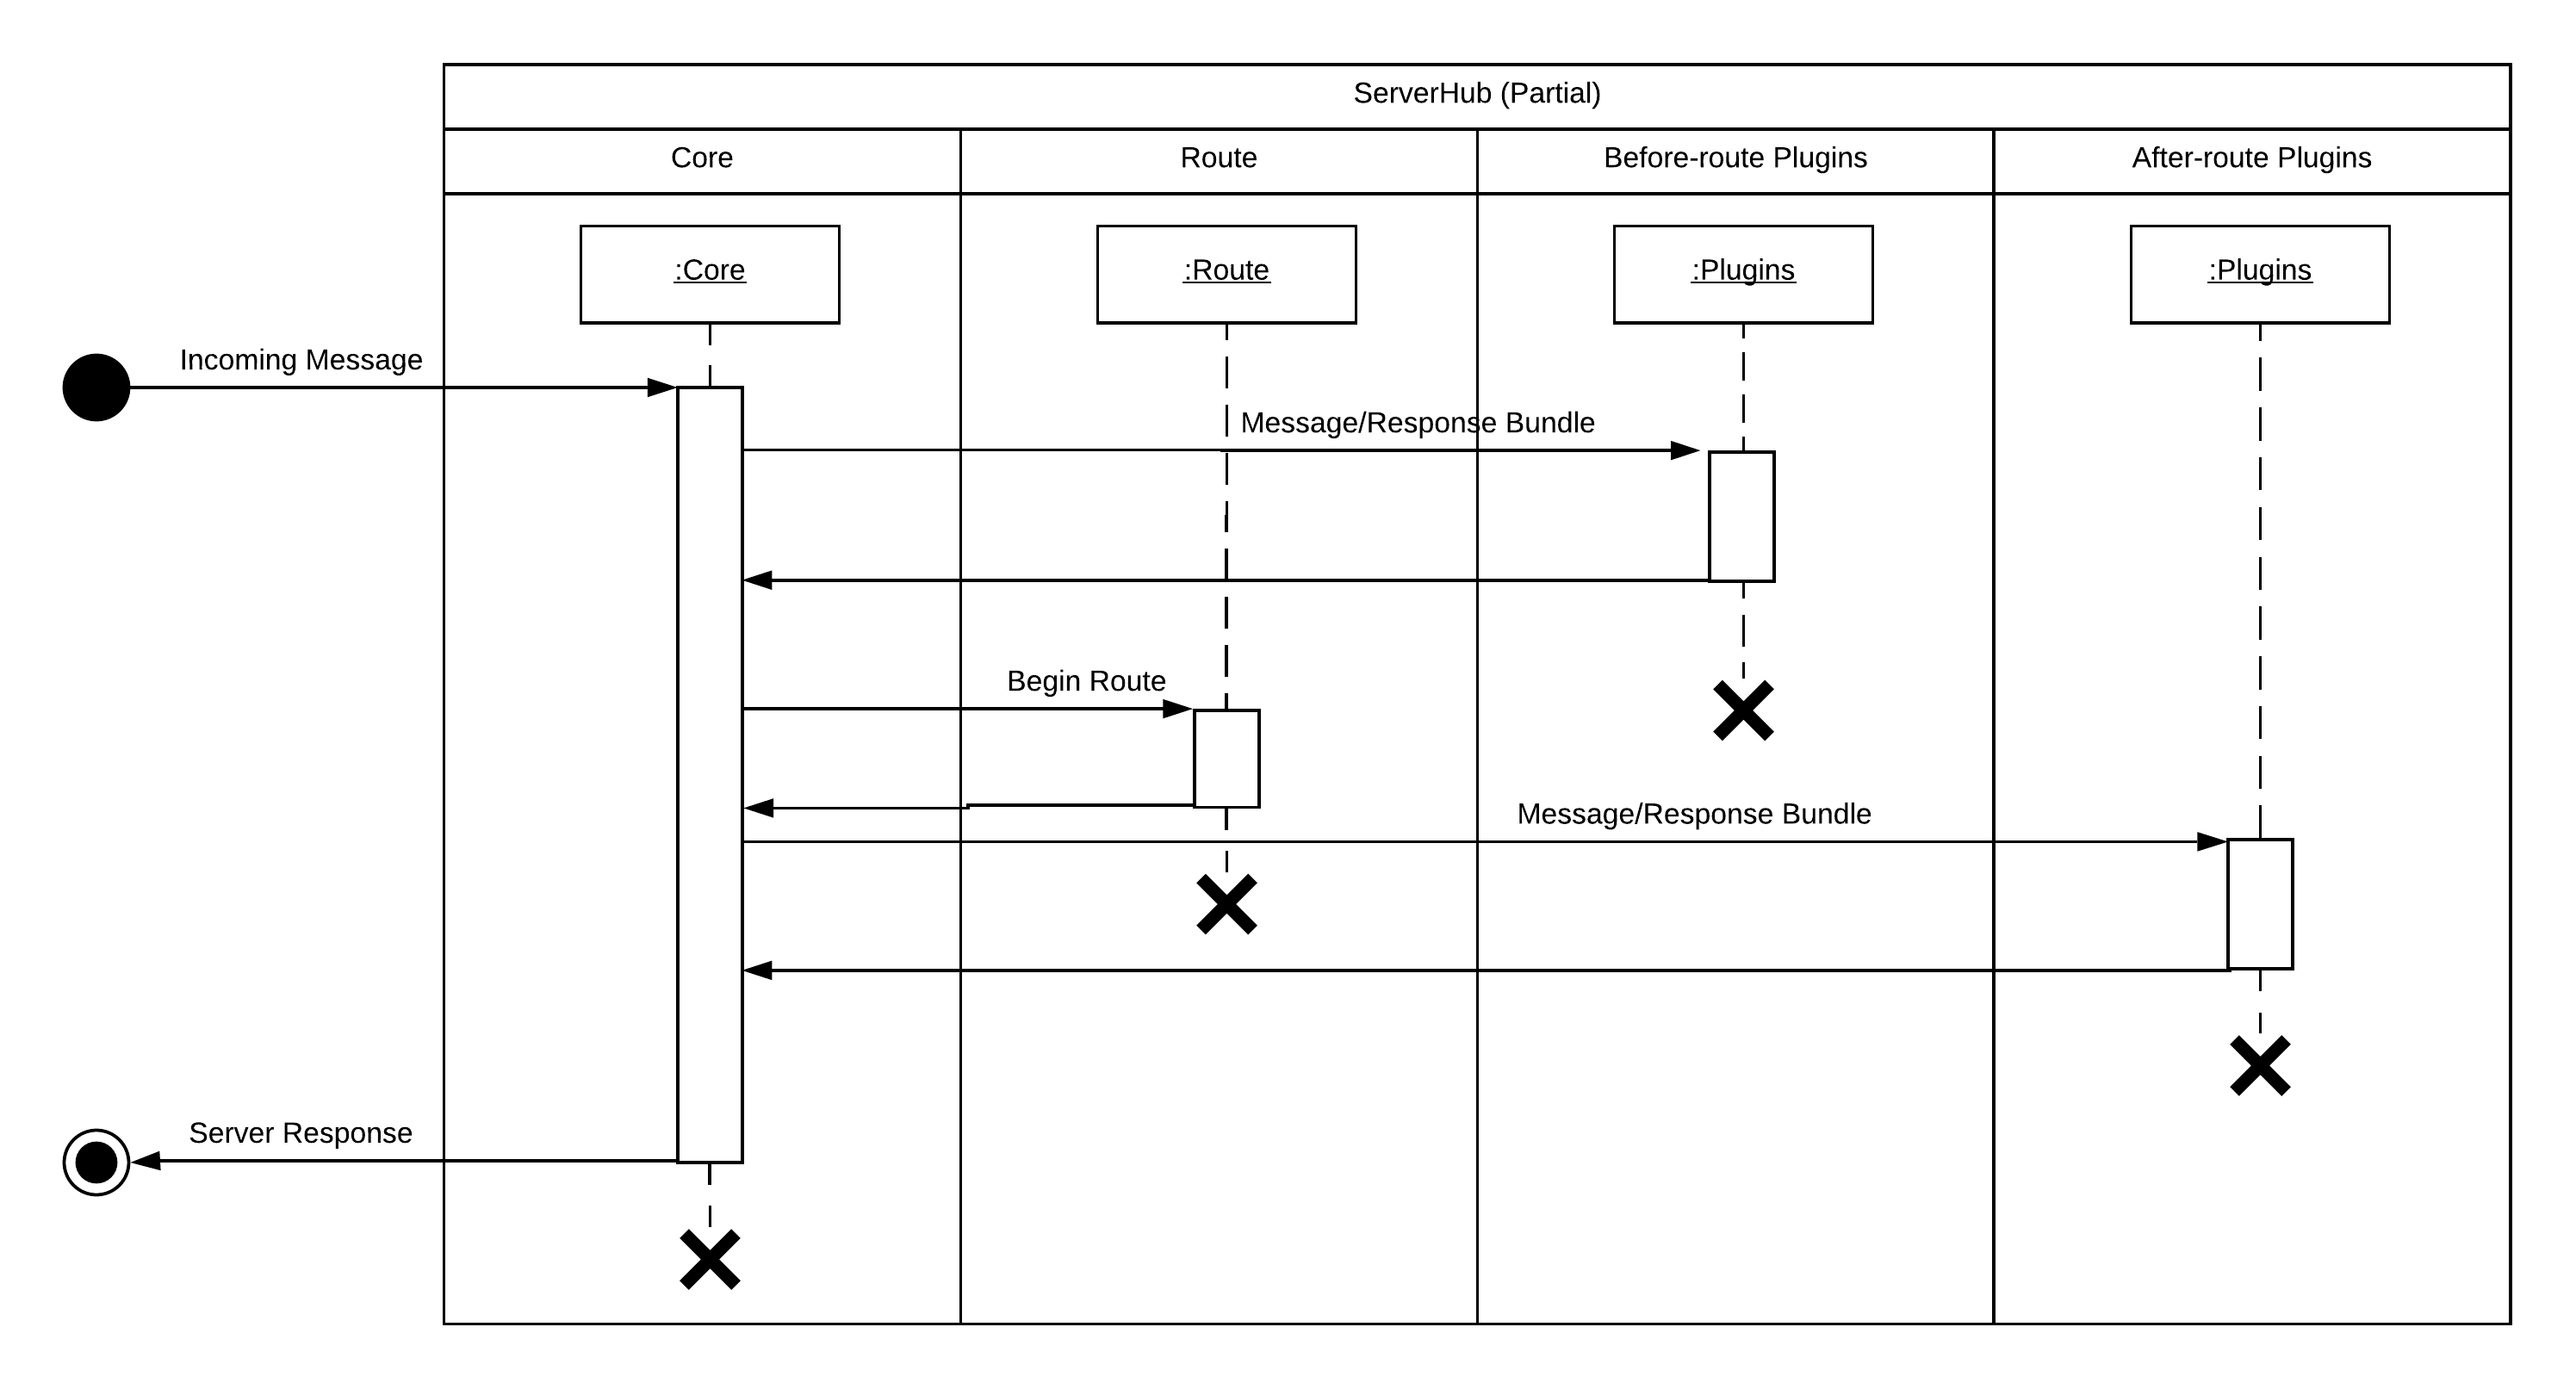 ServerHub (Partial)
Core
Route
Before-route Plugins
After-route Plugins
:Core
:Route
:Plugins
:Plugins
Incoming Message
Message/Response Bundle
Begin Route
Message/Response Bundle
Server Response